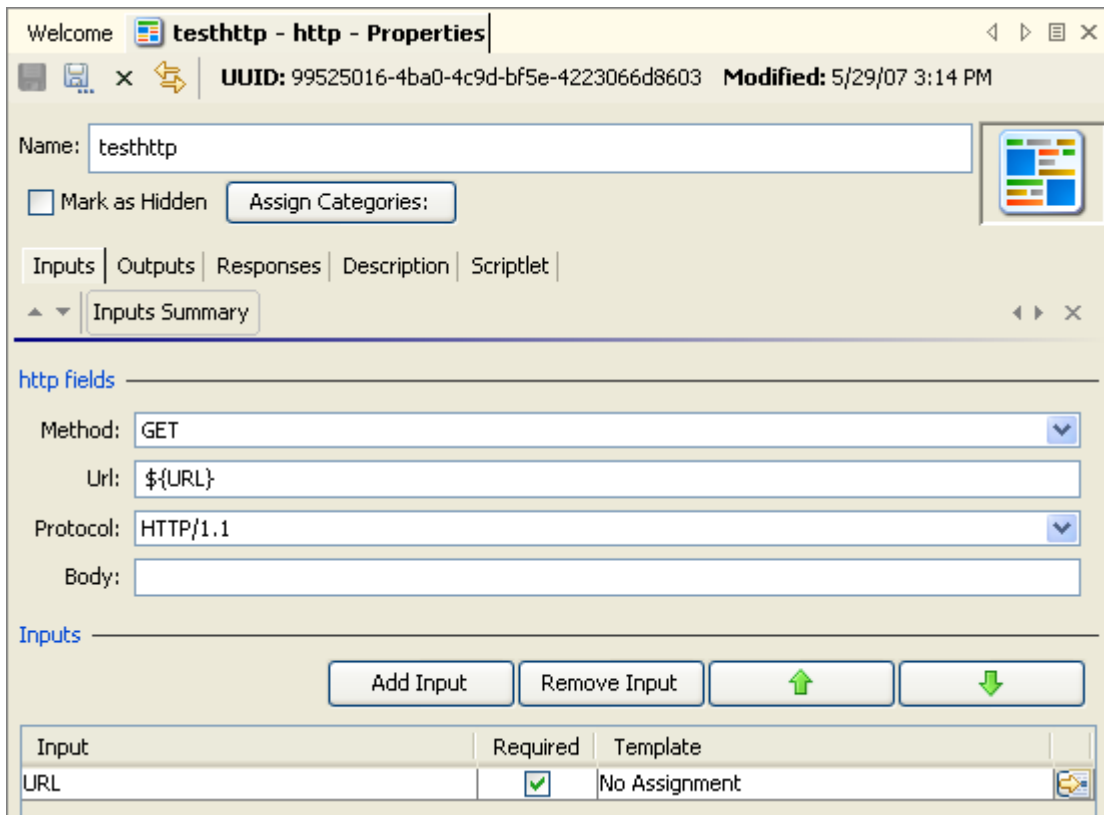 Welcome testhttp - http - Properties
UUID: 99525016-4ba0-4c9d-bf5e-4223066d8603 Modified: 5/29/07 3:14 PM
Name: testhttp
Mark as Hidden Assign Categories:
Inputs Outputs Responses Description Scriptlet
Inputs Summary
http fields
Method: GET
Url: ${URL}
Protocol: HTTP/1.1
Body:
Inputs
Add Input Remove Input
Input Required Template
URL No Assignment